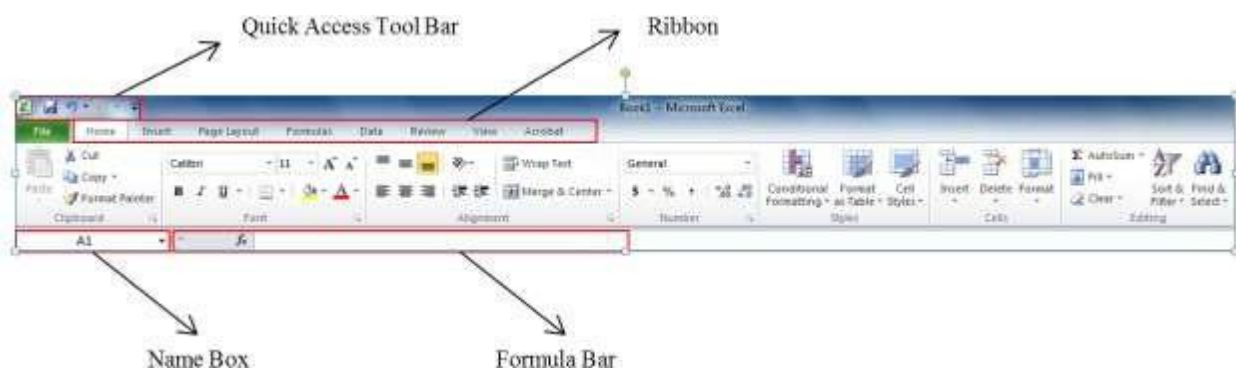 Quick Access Tool Bar
Ribbon
Book1 - Microsoft Excel
File Home Insert Page Layout Formulas Data Review View Acrobat
Cut
Copy
Format Painter
Paste
Clipboard
Calibri 11 A A
B I U A
Font
Wrap Text
Merge & Center
Alignment
General
$ % ,
Number
Conditional Formatting
Format as Table
Cell Styles
Styles
Insert Delete Format
Cells
Σ AutoSum
Fill
Clear
Sort & Filter
Find & Select
Editing
A1 fx
Name Box
Formula Bar